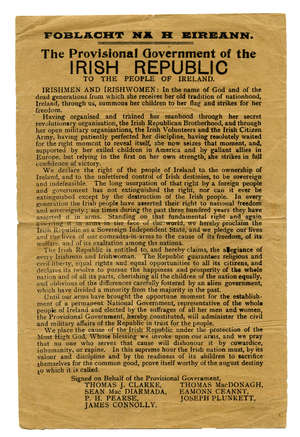 POBLACHT NA H EIREANN.
The Provisional Government of the
IRISH REPUBLIC
TO THE PEOPLE OF IRELAND.
IRISHMEN AND IRISHWOMEN: In the name of God and of the
dead generations from which she receives her old tradition of nationhood,
Ireland, through us, summons her children to her flag and strikes for her
freedom.
Having organised and trained her manhood through her secret
revolutionary organisation, the Irish Republican Brotherhood, and through
her open military organisations, the Irish Volunteers and the Irish Citizen
Army, having patiently perfected her discipline, having resolutely waited
for the right moment to reveal itself, she now seizes that moment, and,
supported by her exiled children in America and by gallant allies in
Europe, but relying in the first on her own strength, she strikes in full
confidence of victory.
We declare the right of the people of Ireland to the ownership of
Ireland, and to the unfettered control of Irish destinies, to be sovereign
and indefeasible. The long usurpation of that right by a foreign people
and government has not extinguished the right, nor can it ever be
extinguished except by the destruction of the Irish people. In every
generation the Irish people have asserted their right to national freedom
and sovereignty; six times during the past three hundred years they have
asserted it in arms. Standing on that fundamental right and again
asserting it in arms in the face of the world, we hereby proclaim the
Irish Republic as a Sovereign Independent State, and we pledge our lives
and the lives of our comrades-in-arms to the cause of its freedom, of its
welfare, and of its exaltation among the nations.
The Irish Republic is entitled to, and hereby claims, the allegiance of
every Irishman and Irishwoman. The Republic guarantees religious and
civil liberty, equal rights and equal opportunities to all its citizens, and
declares its resolve to pursue the happiness and prosperity of the whole
nation and of all its parts, cherishing all the children of the nation equally,
and oblivious of the differences carefully fostered by an alien government,
which have divided a minority from the majority in the past.
Until our arms have brought the opportune moment for the establish-
ment of a permanent National Government, representative of the whole
people of Ireland and elected by the suffrages of all her men and women,
the Provisional Government, hereby constituted, will administer the civil
and military affairs of the Republic in trust for the people.
We place the cause of the Irish Republic under the protection of the
Most High God, Whose blessing we invoke upon our arms, and we pray
that no one who serves that cause will dishonour it by cowardice,
inhumanity, or rapine. In this supreme hour the Irish nation must, by its
valour and discipline and by the readiness of its children to sacrifice
themselves for the common good, prove itself worthy of the august destiny
to which it is called.
Signed on Behalf of the Provisional Government,
THOMAS J. CLARKE,
SEAN Mac DIARMADA, THOMAS MacDONAGH,
P. H. PEARSE, EAMONN CEANNT,
JAMES CONNOLLY, JOSEPH PLUNKETT.